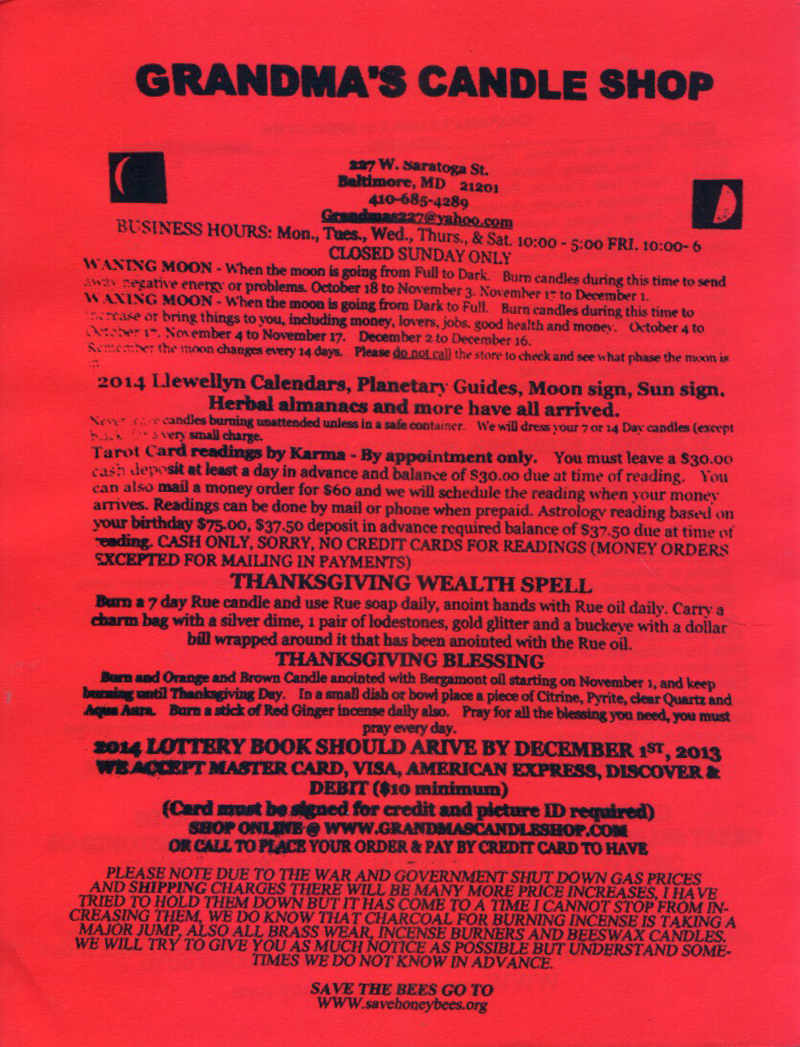 GRANDMA'S CANDLE SHOP
227 W. Saratoga St.
Baltimore, MD 21201
410-685-4289
Grandmas227@yahoo.com
BUSINESS HOURS: Mon., Tues., Wed., Thurs., & Sat. 10:00 - 5:00 FRI. 10:00- 6
CLOSED SUNDAY ONLY
MOON - When the moon is going from Full to Dark. Burn candles during this time to send
away negative energy or problems. October 18 to November 3. November 17 to December 1.
WAXING MOON - When the moon is going from Dark to Full. Burn candles during this time to
increase or bring things to you, including money, lovers, jobs. good health and money. October 4 to
October 17. November 4 to November 17. December 2 to December 16.
Remember the moon changes every 14 days. Please do not call the store to check and see what phase the moon is
in
2014 Llewellyn Calendars, Planetary Guides, Moon sign, Sun sign,
Herbal almanacs and more have all arrived.
Never candles burning unattended unless in a safe container. We will dress your 7 or 14 Day candles (except
a very small charge.
Tarot Card readings by Karma - By appointment only. You must leave a $30.00
cash deposit at least a day in advance and balance of $30.00 due at time of reading. You
can also mail a money order for $60 and we will schedule the reading when your money
arrives. Readings can be done by mail or phone when prepaid. Astrology reading based on
your birthday $75.00, $37.50 deposit in advance required balance of $37.50 due at time of
reading. CASH ONLY, SORRY, NO CREDIT CARDS FOR READINGS (MONEY ORDERS
EXCEPTED FOR MAILING IN PAYMENTS)
THANKSGIVING WEALTH SPELL
Burn a 7 day Rue candle and use Rue soap daily, anoint hands with Rue oil daily. Carry a
charm bag with a silver dime, 1 pair of lodestones, gold glitter and a buckeye with a dollar
bill wrapped around it that has been anointed with the Rue oil.
THANKSGIVING BLESSING
Burn and Orange and Brown Candle anointed with Bergamont oil starting on November 1, and keep
burning until Thanksgiving Day. In a small dish or bowl place a piece of Citrine, Pyrite, clear Quartz and
Aqua Aura. Burn a stick of Red Ginger incense daily also. Pray for all the blessing you need, you must
pray every day.
2014 LOTTERY BOOK SHOULD ARIVE BY DECEMBER 1ST, 2013
WE ACCEPT MASTER CARD, VISA, AMERICAN EXPRESS, DISCOVER &
DEBIT ($10 minimum)
(Card must be signed for credit and picture ID required)
SHOP ONLINE @ WWW.GRANDMASCANDLESHOP.COM
OR CALL TO PLACE YOUR ORDER & PAY BY CREDIT CARD TO HAVE
PLEASE NOTE DUE TO THE WAR AND GOVERNMENT SHUT DOWN GAS PRICES
AND SHIPPING CHARGES THERE WILL BE MANY MORE PRICE INCREASES, I HAVE
TRIED TO HOLD THEM DOWN BUT IT HAS COME TO A TIME I CANNOT STOP FROM IN-
CREASING THEM, WE DO KNOW THAT CHARCOAL FOR BURNING INCENSE IS TAKING A
MAJOR JUMP, ALSO ALL BRASS WEAR, INCENSE BURNERS AND BEESWAX CANDLES.
WE WILL TRY TO GIVE YOU AS MUCH NOTICE AS POSSIBLE BUT UNDERSTAND SOME-
TIMES WE DO NOT KNOW IN ADVANCE.
SAVE THE BEES GO TO
WWW.savehoneybees.org